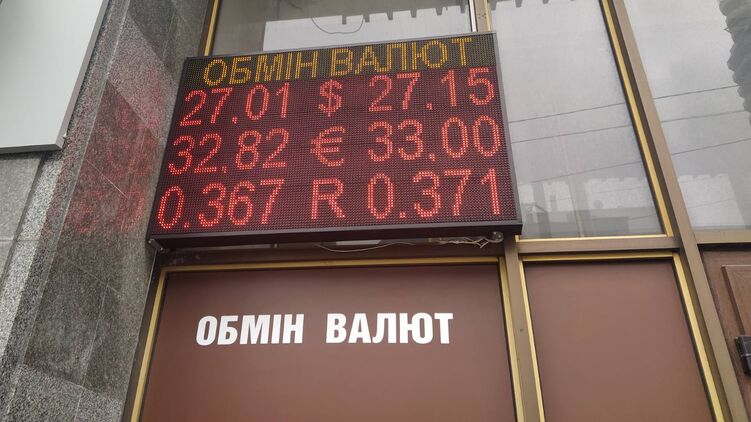 ОБМІН ВАЛЮТ
27.01 $ 27.15
32,82 € 33,00
0.367 R 0.371
ОБМІН ВАЛЮТ